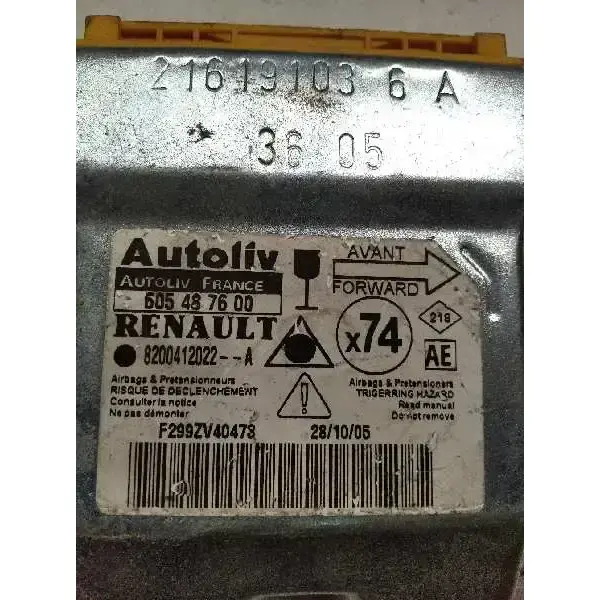 21619103 6 A
36 05
Autoliv
AUTOLIV FRANCE
605 48 76 00
AVANT
FORWARD
RENAULT
x74
219
8200412022--A
AE
Airbags & Pretensionneurs
RISQUE DE DECLENCHEMENT
Consulter la notice
Ne pas démonter
Airbags & Pretensioners
TRIGERRING HAZARD
Read manual
Do not remove
F299ZV40473
28/10/05